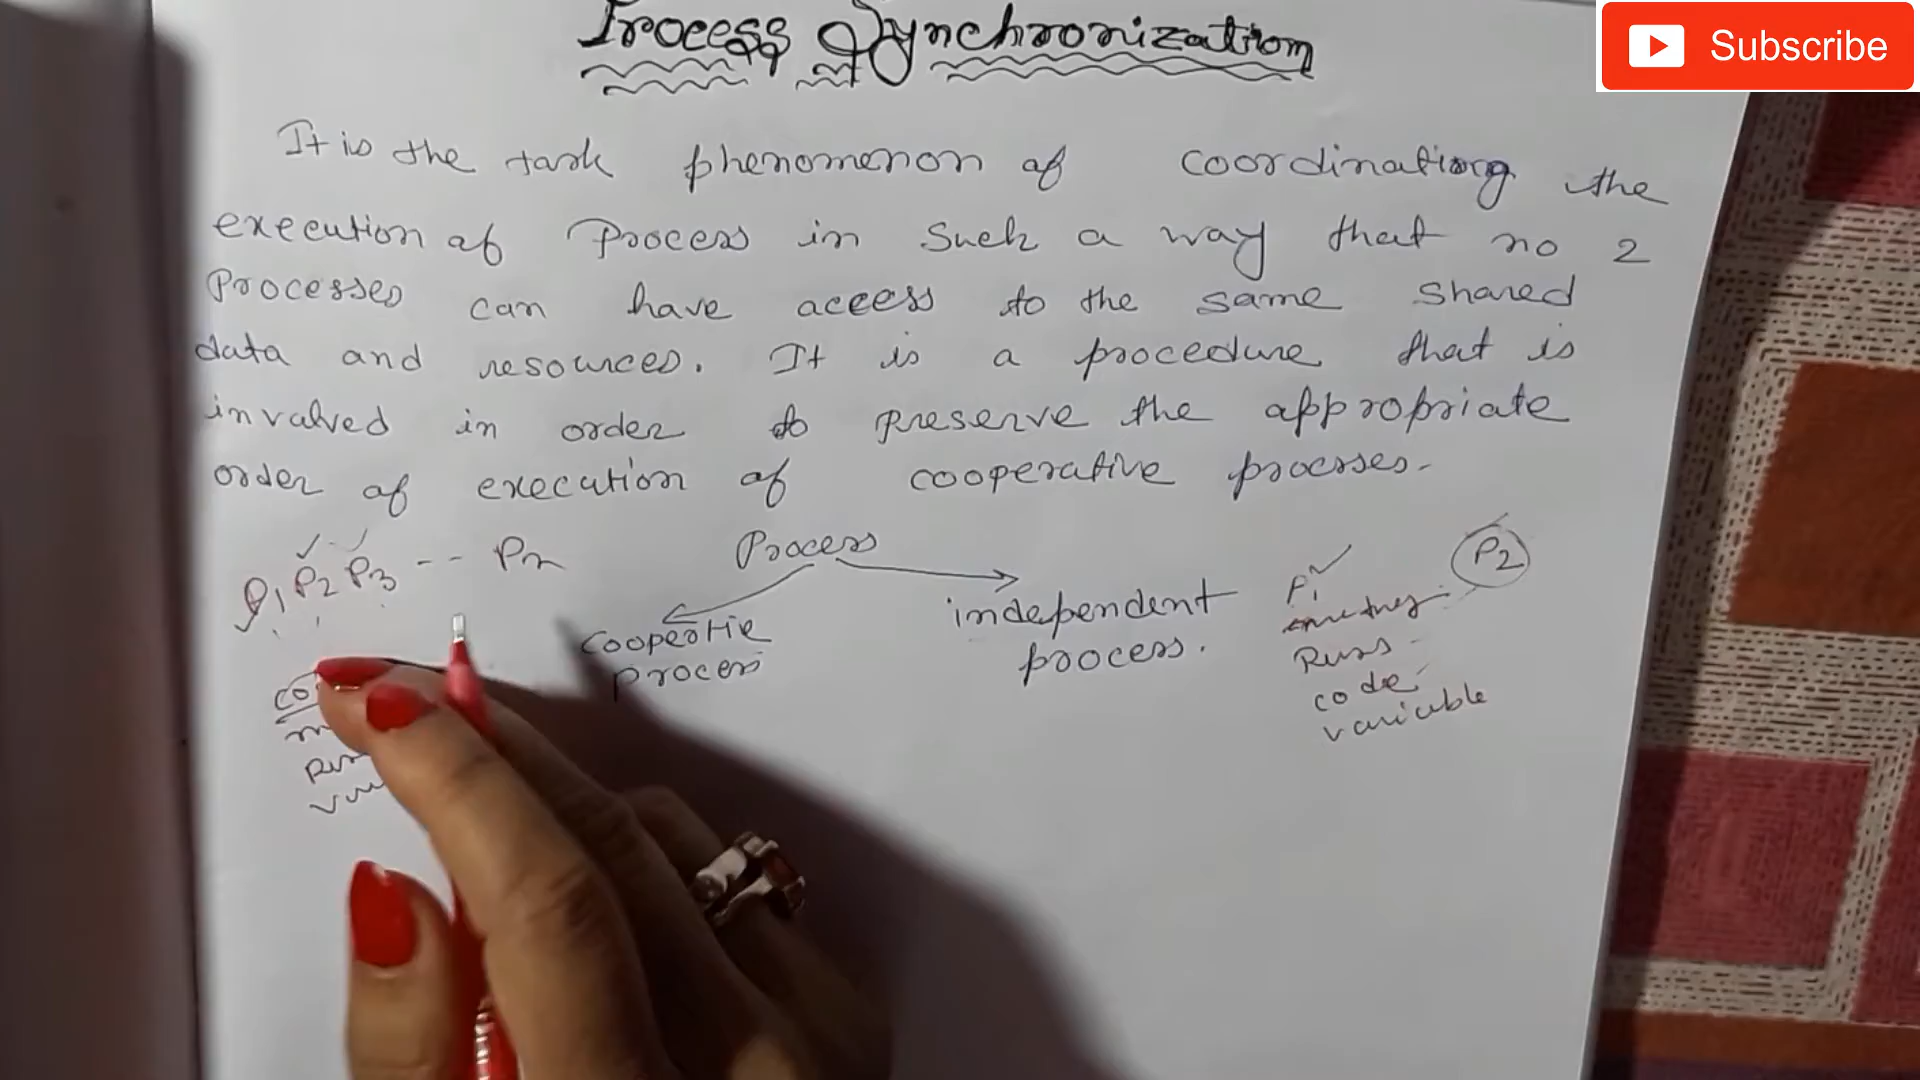 Process Synchronization
Subscribe
It is the task phenomenon of coordinationg the
execution of Process in such a way that no 2
Processes can have access to the same shared
data and resources. It is a procedure that is
involved in order to preserve the appropriate
order of execution of cooperative processes.
P1 P2 P3 -- Pn
Process
Cooperative
process
independent
process.
P1
P2
code
variable
co